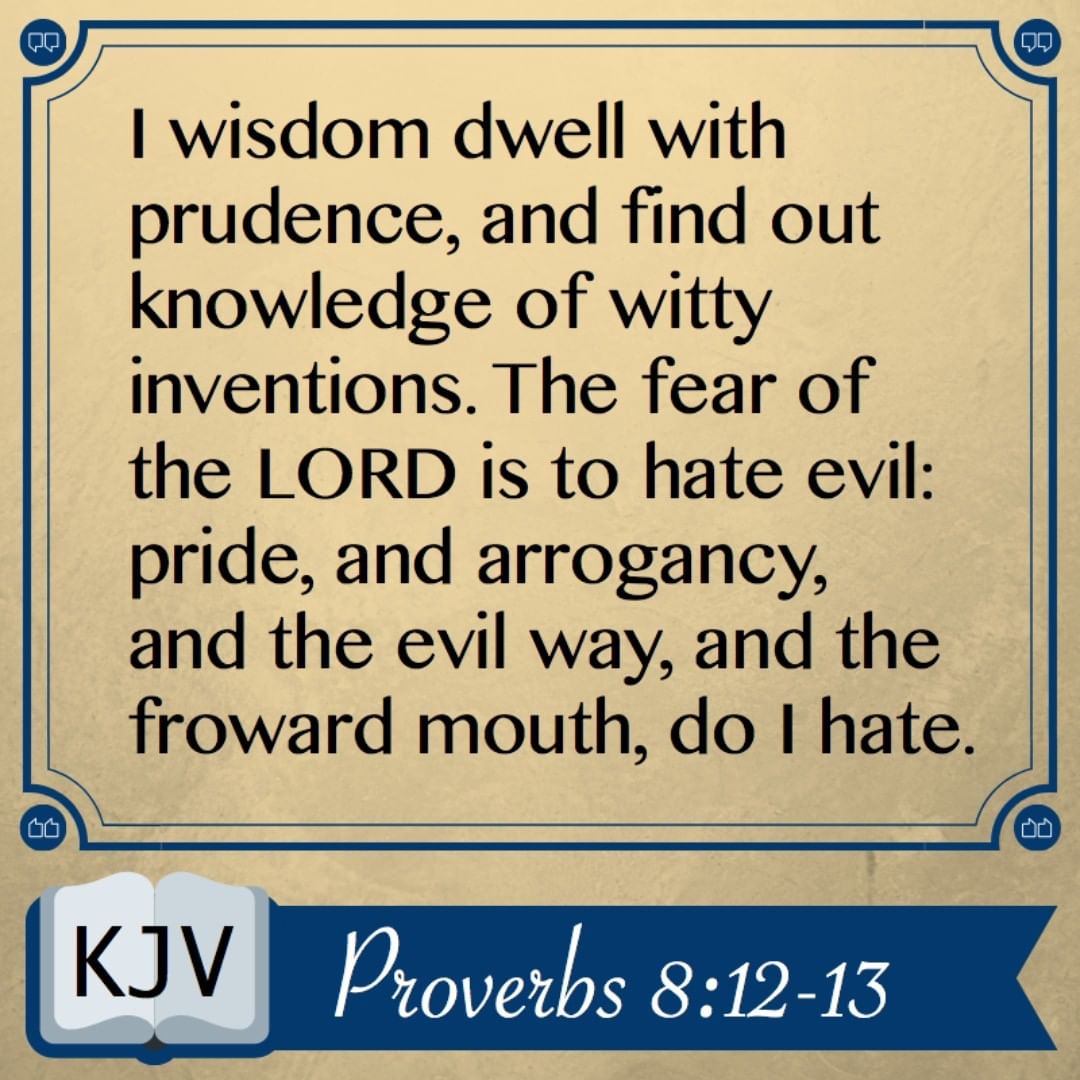 I wisdom dwell with
prudence, and find out
knowledge of witty
inventions. The fear of
the LORD is to hate evil:
pride, and arrogancy,
and the evil way, and the
froward mouth, do I hate.
KJV
Proverbs 8:12-13